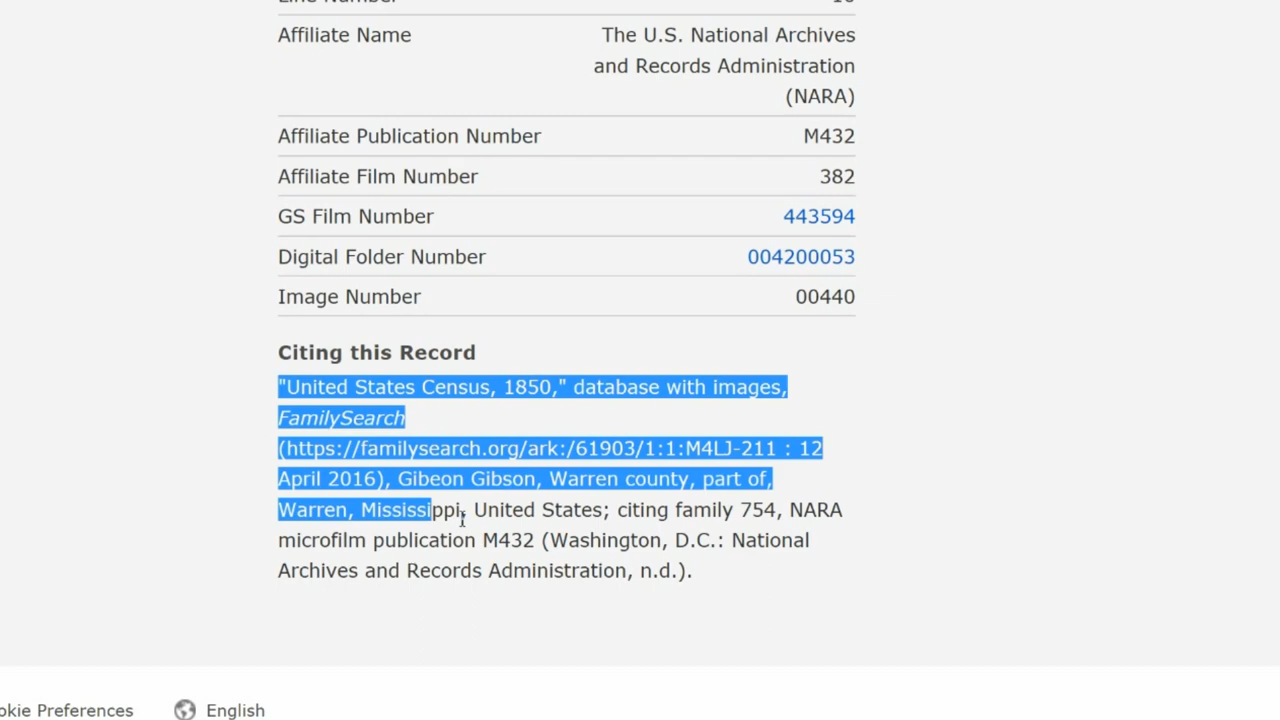 Affiliate Name The U.S. National Archives
and Records Administration
(NARA)
Affiliate Publication Number M432
Affiliate Film Number 382
GS Film Number 443594
Digital Folder Number 004200053
Image Number 00440
Citing this Record
"United States Census, 1850," database with images,
FamilySearch
(https://familysearch.org/ark:/61903/1:1:M4LJ-211 : 12
April 2016), Gibeon Gibson, Warren county, part of,
Warren, Mississippi, United States; citing family 754, NARA
microfilm publication M432 (Washington, D.C.: National
Archives and Records Administration, n.d.).
okie Preferences English